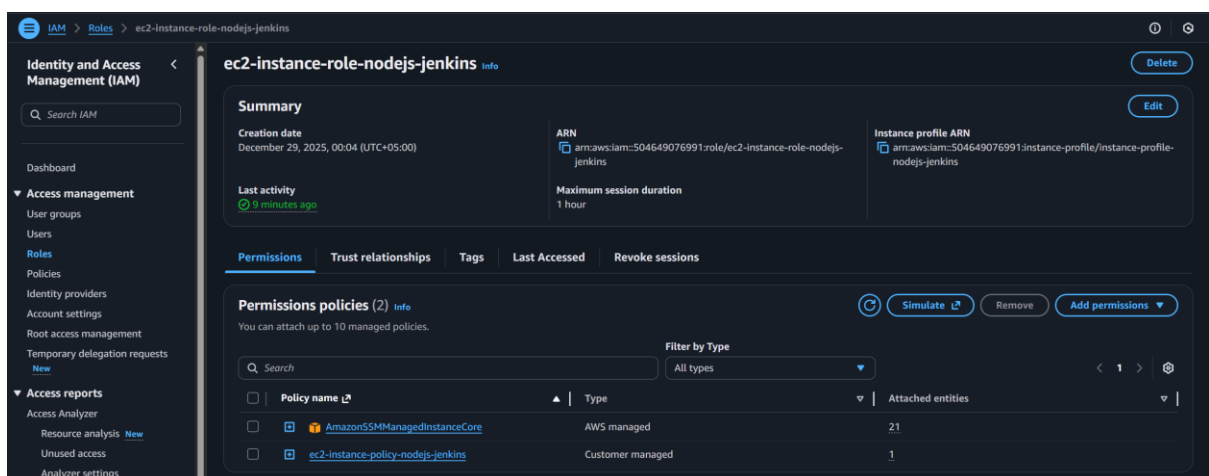 IAM > Roles > ec2-instance-role-nodejs-jenkins
Identity and Access Management (IAM)
Search IAM
Dashboard
Access management
User groups
Users
Roles
Policies
Identity providers
Account settings
Root access management
Temporary delegation requests
New
Access reports
Access Analyzer
Resource analysis New
Unused access
Analyzer settings
ec2-instance-role-nodejs-jenkins Info
Delete
Summary
Edit
Creation date
December 29, 2025, 00:04 (UTC+05:00)
ARN
arn:aws:iam::504649076991:role/ec2-instance-role-nodejs-
jenkins
Instance profile ARN
arn:aws:iam::504649076991:instance-profile/instance-profile-
nodejs-jenkins
Last activity
9 minutes ago
Maximum session duration
1 hour
Permissions Trust relationships Tags Last Accessed Revoke sessions
Permissions policies (2) Info
Simulate Remove Add permissions
You can attach up to 10 managed policies.
Filter by Type
Search All types
1
Policy name Type Attached entities
AmazonSSMManagedInstanceCore AWS managed 21
ec2-instance-policy-nodejs-jenkins Customer managed 1